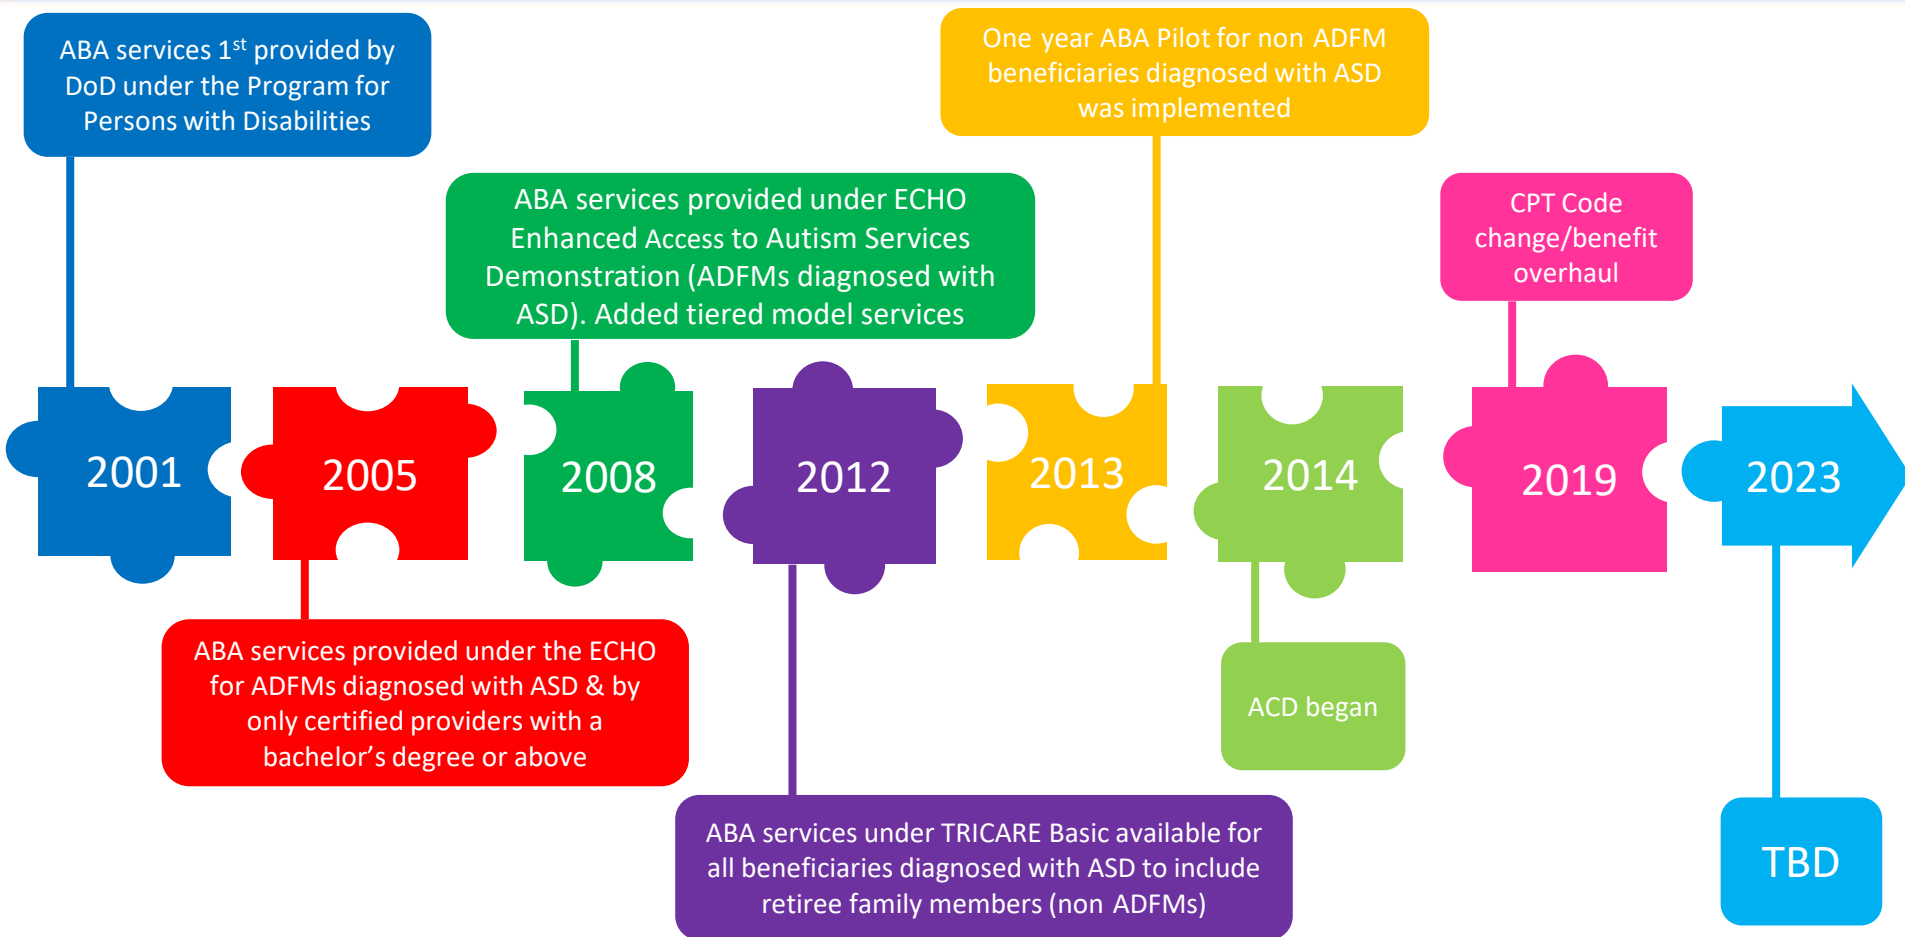 ABA services 1st provided by
DoD under the Program for
Persons with Disabilities
One year ABA Pilot for non ADFM
beneficiaries diagnosed with ASD
was implemented
ABA services provided under ECHO
Enhanced Access to Autism Services
Demonstration (ADFMs diagnosed with
ASD). Added tiered model services
CPT Code
change/benefit
overhaul
2001
2005
2008
2012
2013
2014
2019
2023
ABA services provided under the ECHO
for ADFMs diagnosed with ASD & by
only certified providers with a
bachelor’s degree or above
ACD began
ABA services under TRICARE Basic available for
all beneficiaries diagnosed with ASD to include
retiree family members (non ADFMs)
TBD